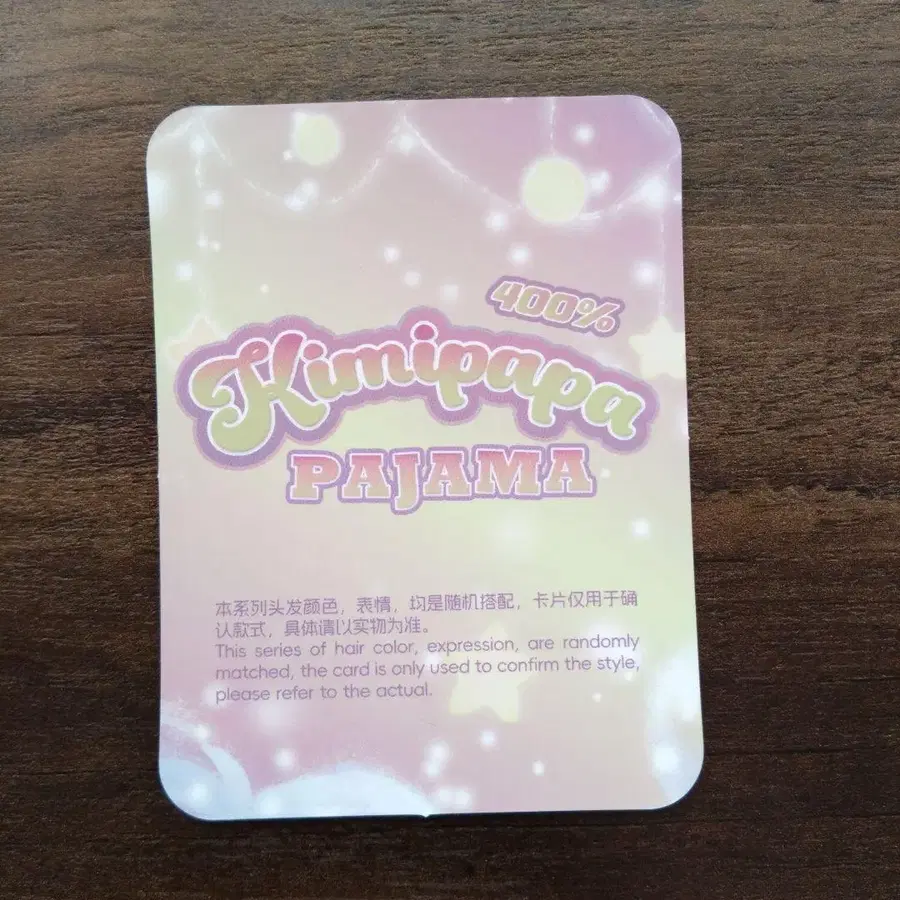 400%
Kimipapa
PAJAMA
本系列头发颜色，表情，均是随机搭配，卡片仅用于确
认款式，具体请以实物为准。
This series of hair color, expression, are randomly
matched, the card is only used to confirm the style,
please refer to the actual.